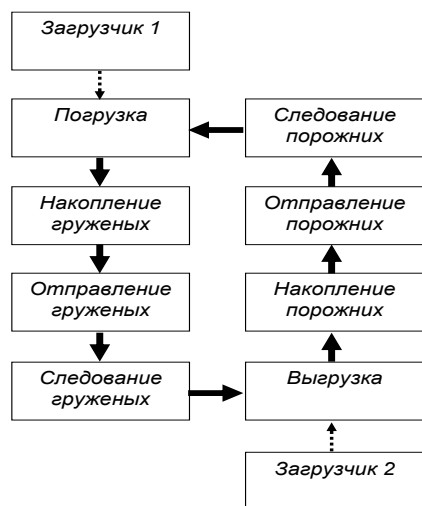 Загрузчик 1
Погрузка
Накопление
груженых
Отправление
груженых
Следование
груженых
Следование
порожних
Отправление
порожних
Накопление
порожних
Выгрузка
Загрузчик 2